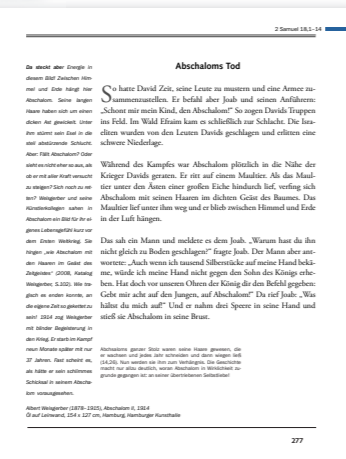 2 Samuel 18,1–14
Da steckt aber Energie in
diesem Bild! Zwischen Him-
mel und Erde hängt hier
Abschalom. Seine langen
Haare haben sich um einen
dicken Ast gewickelt. Unter
ihm stürmt sein Esel in die
steil abstürzende Schlucht.
Aber: Fällt Abschalom? Oder
sieht es nicht eher so aus, als
ob er mit aller Kraft versucht
zu steigen? Sich noch zu ret-
ten? Weisgerber und seine
Künstlerkollegen sahen in
Abschalom ein Bild für ihr ei-
genes Lebensgefühl kurz vor
dem Ersten Weltkrieg. Sie
hingen „wie Abschalom mit
den Haaren im Geäst des
Zeitgeistes“ (2008, Katalog
Weisgerber, S.102). Wie tra-
gisch es enden konnte, an
die eigene Zeit so gekettet zu
sein! 1914 zog Weisgerber
mit blinder Begeisterung in
den Krieg. Er starb im Kampf
neun Monate später mit nur
37 Jahren. Fast scheint es,
als hätte er sein schlimmes
Schicksal in seinem Abscha-
lom vorausgesehen.
Abschaloms Tod
So hatte David Zeit, seine Leute zu mustern und eine Armee zu-
sammenzustellen. Er befahl aber Joab und seinen Anführern:
„Schont mir mein Kind, den Abschalom!“ So zogen Davids Truppen
ins Feld. Im Wald Efraim kam es schließlich zur Schlacht. Die Isra-
eliten wurden von den Leuten Davids geschlagen und erlitten eine
schwere Niederlage.
Während des Kampfes war Abschalom plötzlich in die Nähe der
Krieger Davids geraten. Er ritt auf einem Maultier. Als das Maul-
tier unter den Ästen einer großen Eiche hindurch lief, verfing sich
Abschalom mit seinen Haaren im dichten Geäst des Baumes. Das
Maultier lief unter ihm weg und er blieb zwischen Himmel und Erde
in der Luft hängen.
Das sah ein Mann und meldete es dem Joab. „Warum hast du ihn
nicht gleich zu Boden geschlagen?“ fragte Joab. Der Mann aber ant-
wortete: „Auch wenn ich tausend Silberstücke auf meine Hand bekä-
me, würde ich meine Hand nicht gegen den Sohn des Königs erhe-
ben. Hat doch vor unseren Ohren der König dir den Befehl gegeben:
Gebt mir acht auf den Jungen, auf Abschalom!“ Da rief Joab: „Was
hältst du mich auf!“ Und er nahm drei Speere in seine Hand und
stieß sie Abschalom in seine Brust.
Abschaloms ganzer Stolz waren seine Haare gewesen, die
er wachsen und jedes Jahr schneiden und dann wiegen ließ
(14,26). Nun werden sie ihm zum Verhängnis. Die Geschichte
macht nur allzu deutlich, woran Abschalom in Wirklichkeit zu-
grunde gegangen ist: an seiner übertriebenen Selbstliebe!
Albert Weisgerber (1878–1915), Abschalom II, 1914
Öl auf Leinwand, 154 x 127 cm, Hamburg, Hamburger Kunsthalle
277